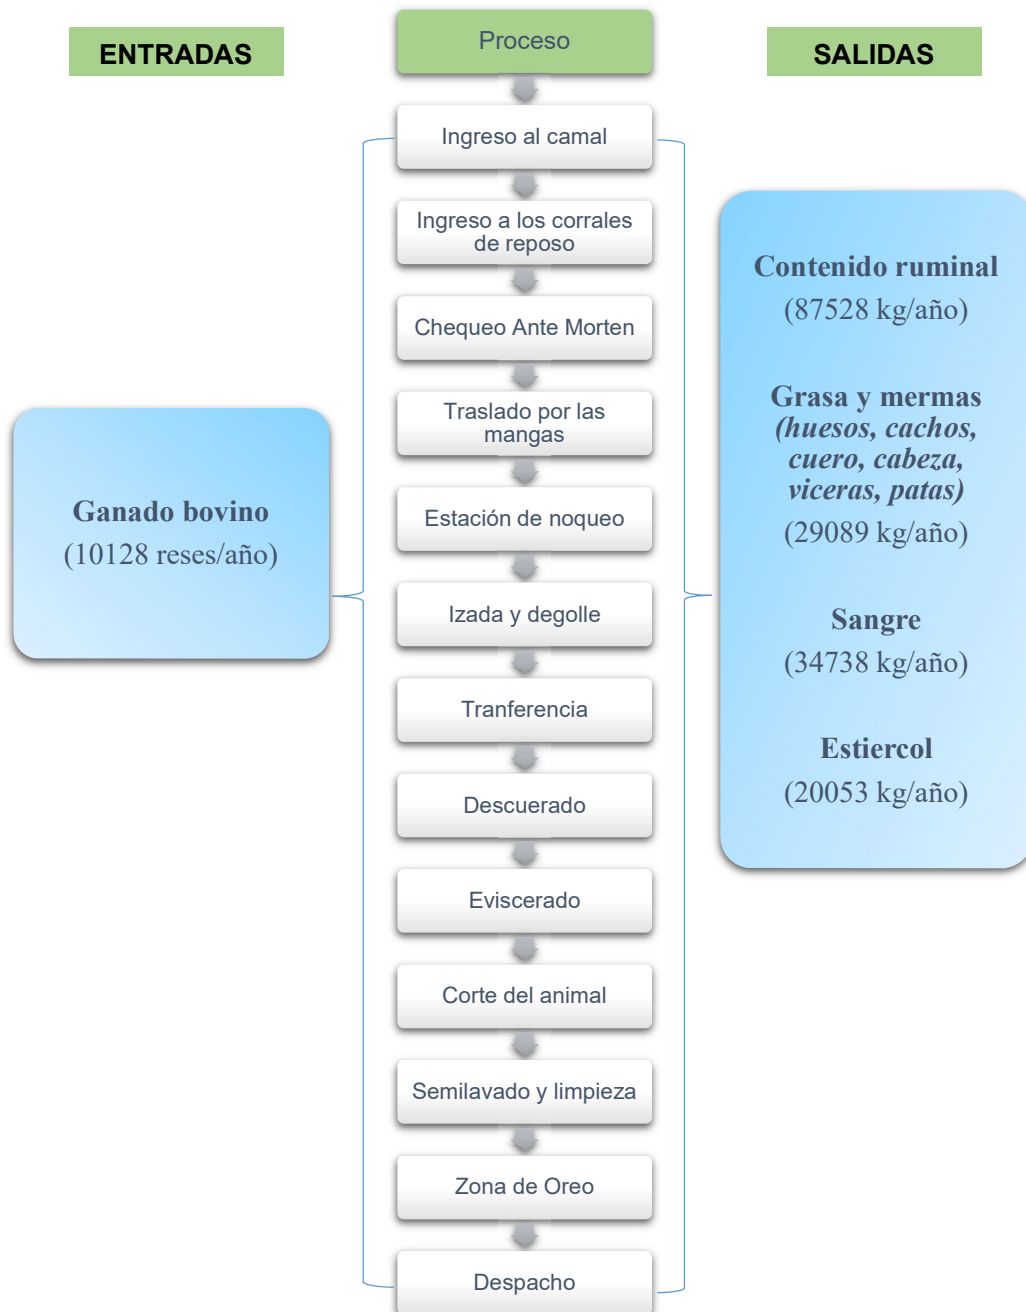 ENTRADAS
Proceso
SALIDAS
Ingreso al camal
Ingreso a los corrales
de reposo
Chequeo Ante Morten
Traslado por las
mangas
Estación de noqueo
Izada y degolle
Tranferencia
Descuerado
Eviscerado
Corte del animal
Semilavado y limpieza
Zona de Oreo
Despacho
Ganado bovino
(10128 reses/año)
Contenido ruminal
(87528 kg/año)
Grasa y mermas
(huesos, cachos,
cuero, cabeza,
viceras, patas)
(29089 kg/año)
Sangre
(34738 kg/año)
Estiercol
(20053 kg/año)